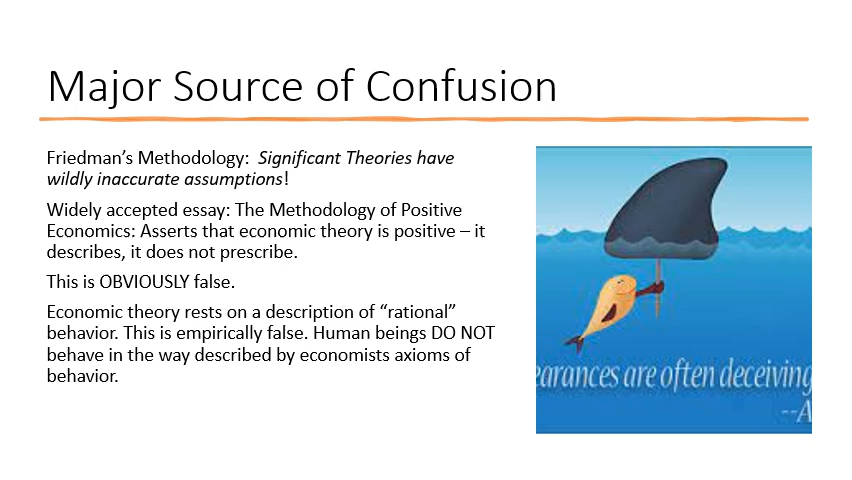 Major Source of Confusion
Friedman’s Methodology:  Significant Theories have
wildly inaccurate assumptions!
Widely accepted essay: The Methodology of Positive
Economics: Asserts that economic theory is positive – it
describes, it does not prescribe.
This is OBVIOUSLY false.
Economic theory rests on a description of “rational”
behavior. This is empirically false. Human beings DO NOT
behave in the way described by economists axioms of
behavior.
earances are often deceiving
--A